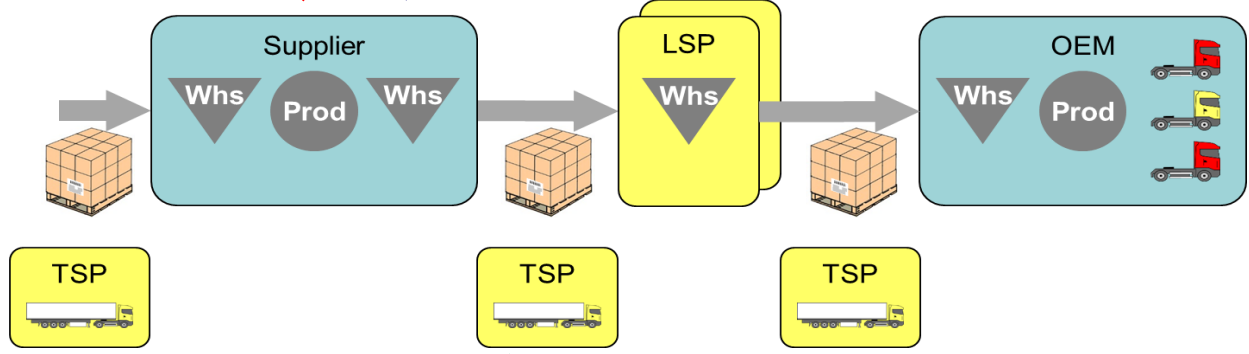 Supplier
Whs
Prod
Whs
LSP
Whs
OEM
Whs
Prod
TSP
TSP
TSP